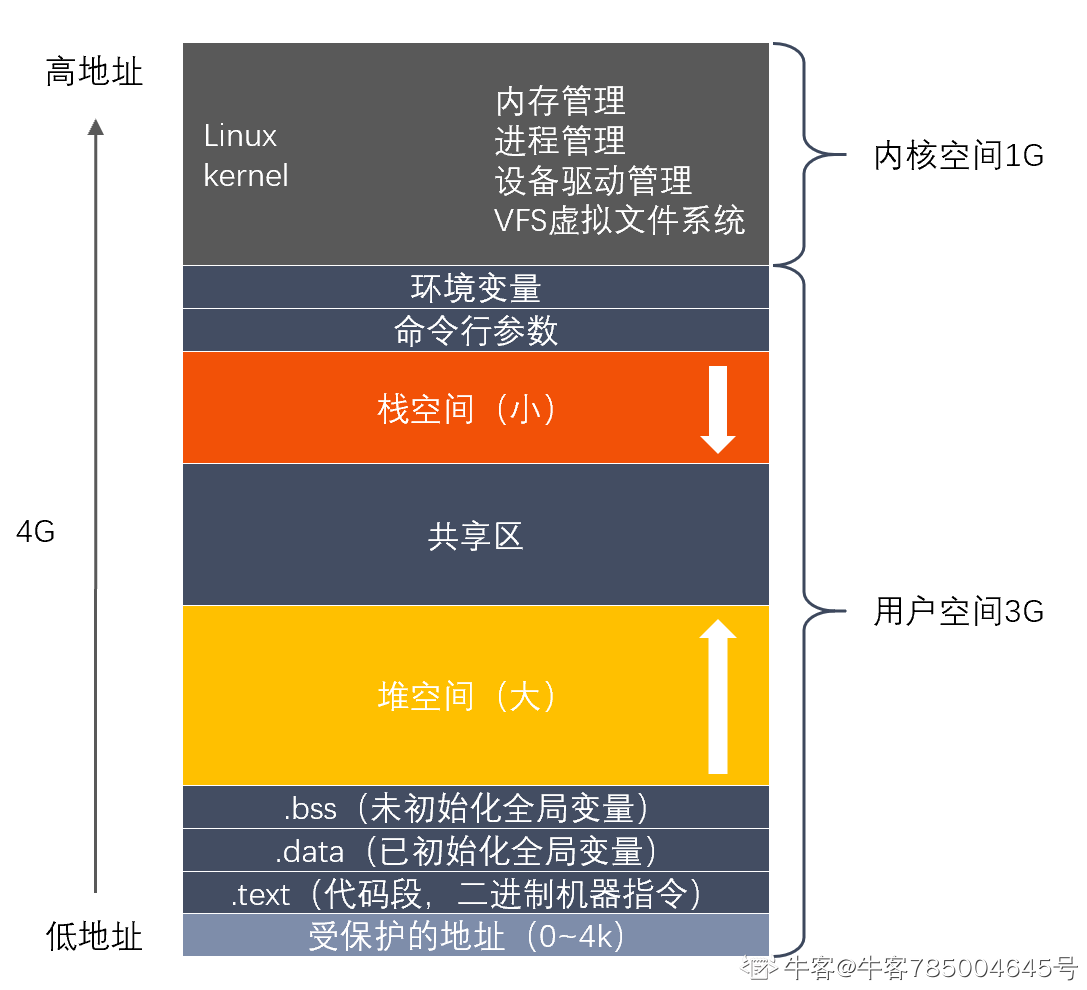 高地址
Linux
kernel
内存管理
进程管理
设备驱动管理
VFS虚拟文件系统
内核空间1G
环境变量
命令行参数
栈空间（小）
4G
共享区
用户空间3G
堆空间（大）
.bss（未初始化全局变量）
.data（已初始化全局变量）
.text（代码段，二进制机器指令）
低地址
受保护的地址（0~4k）
牛客@牛客785004645号